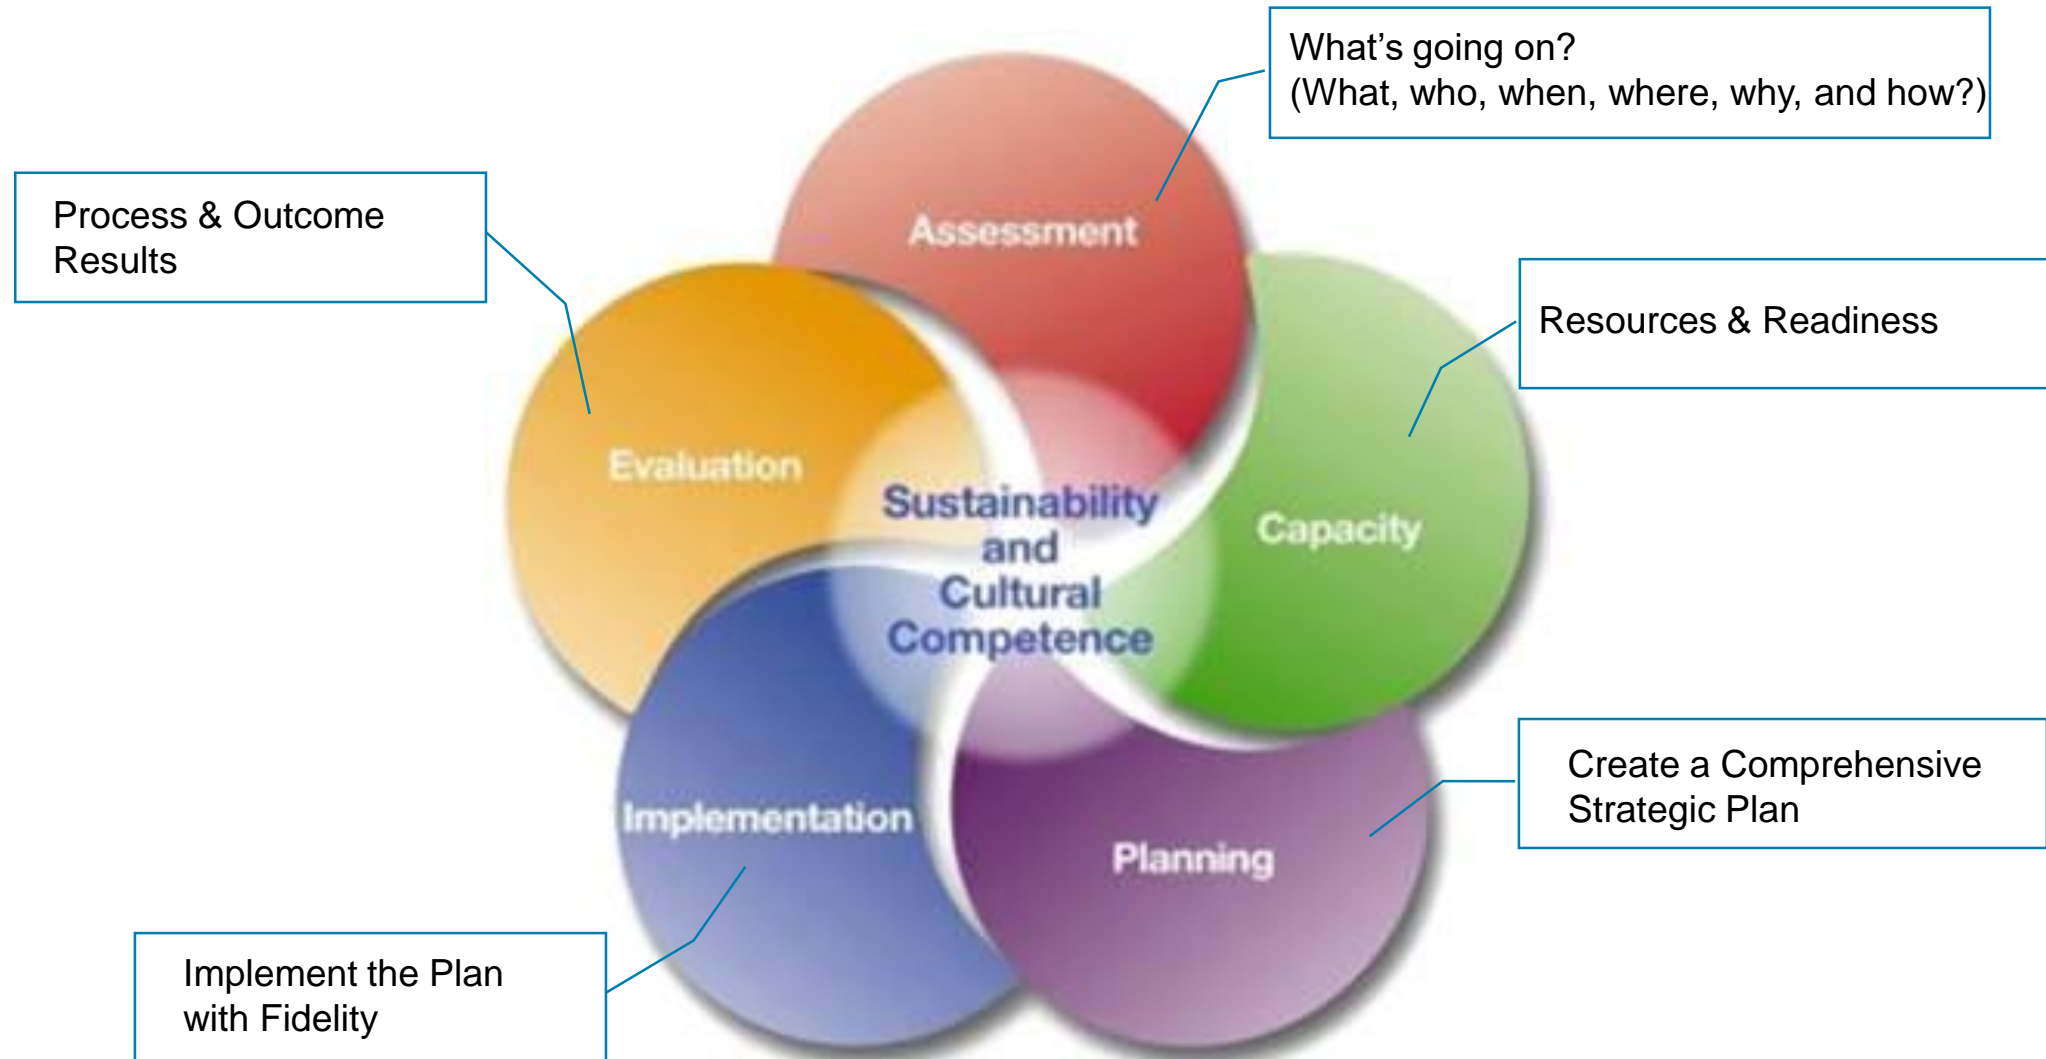 What's going on?
(What, who, when, where, why, and how?)
Process & Outcome
Results
Assessment
Resources & Readiness
Evaluation
Sustainability
and
Cultural
Competence
Capacity
Create a Comprehensive
Strategic Plan
Implementation
Planning
Implement the Plan
with Fidelity